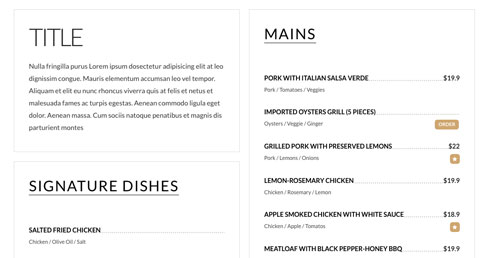 TITLE
Nulla fringilla purus Lorem ipsum dosectetur adipisicing elit at leo
dignissim congue. Mauris elementum accumsan leo vel tempor.
Aliquam et elit eu nunc rhoncus viverra quis at felis et netus et
malesuada fames ac turpis egestas. Aenean commodo ligula eget
dolor. Aenean massa. Cum sociis natoque penatibus et magnis dis
parturient montes
SIGNATURE DISHES
SALTED FRIED CHICKEN
Chicken / Olive Oil / Salt
MAINS
PORK WITH ITALIAN SALSA VERDE $19.9
Pork / Tomatoes / Veggies
IMPORTED OYSTERS GRILL (5 PIECES)
Oysters / Veggie / Ginger ORDER
GRILLED PORK WITH PRESERVED LEMONS $22
Pork / Lemons / Onions
LEMON-ROSEMARY CHICKEN $19.9
Chicken / Rosemary / Lemon
APPLE SMOKED CHICKEN WITH WHITE SAUCE $18.9
Chicken / Apple / Tomatos
MEATLOAF WITH BLACK PEPPER-HONEY BBQ $19.9